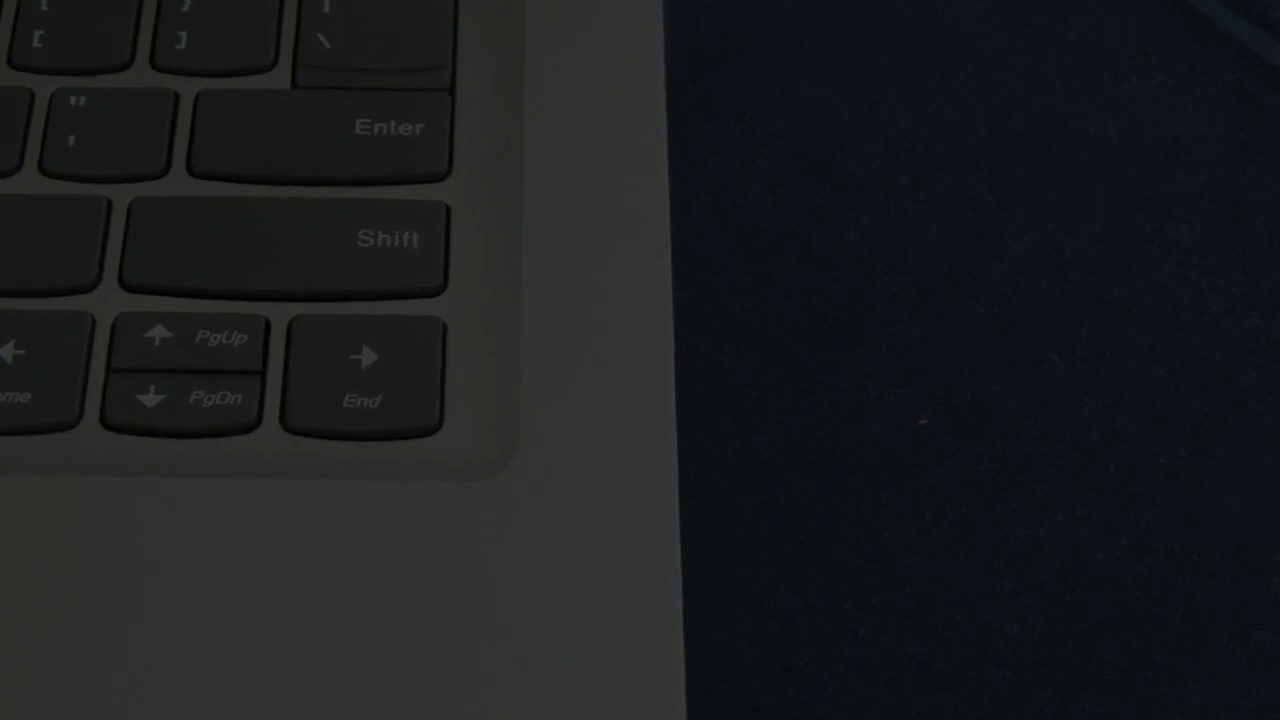 { } |
[ ] \
"
'
Enter
Shift
PgUp
PgDn
End